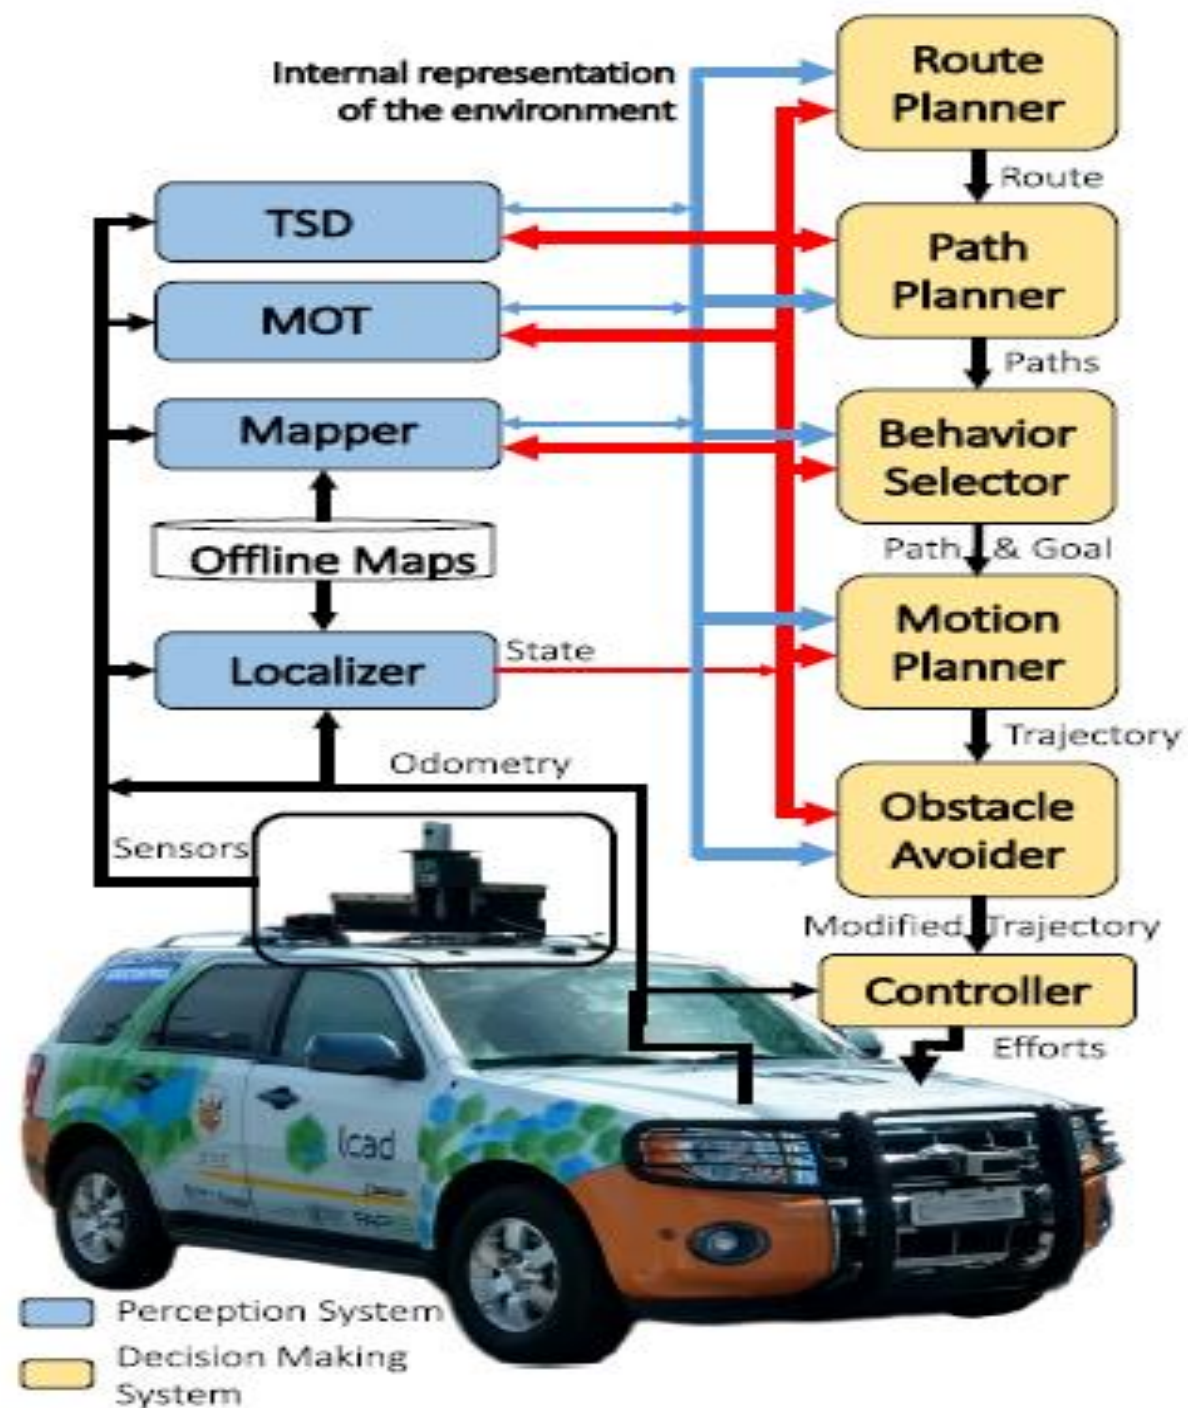 Internal representation
of the environment
Route
Planner
Route
TSD
Path
Planner
MOT
Paths
Mapper
Behavior
Selector
Offline Maps
Path & Goal
Localizer
State
Motion
Planner
Odometry
Trajectory
Sensors
Obstacle
Avoider
Modified Trajectory
Controller
Efforts
lcad
Perception System
Decision Making
System